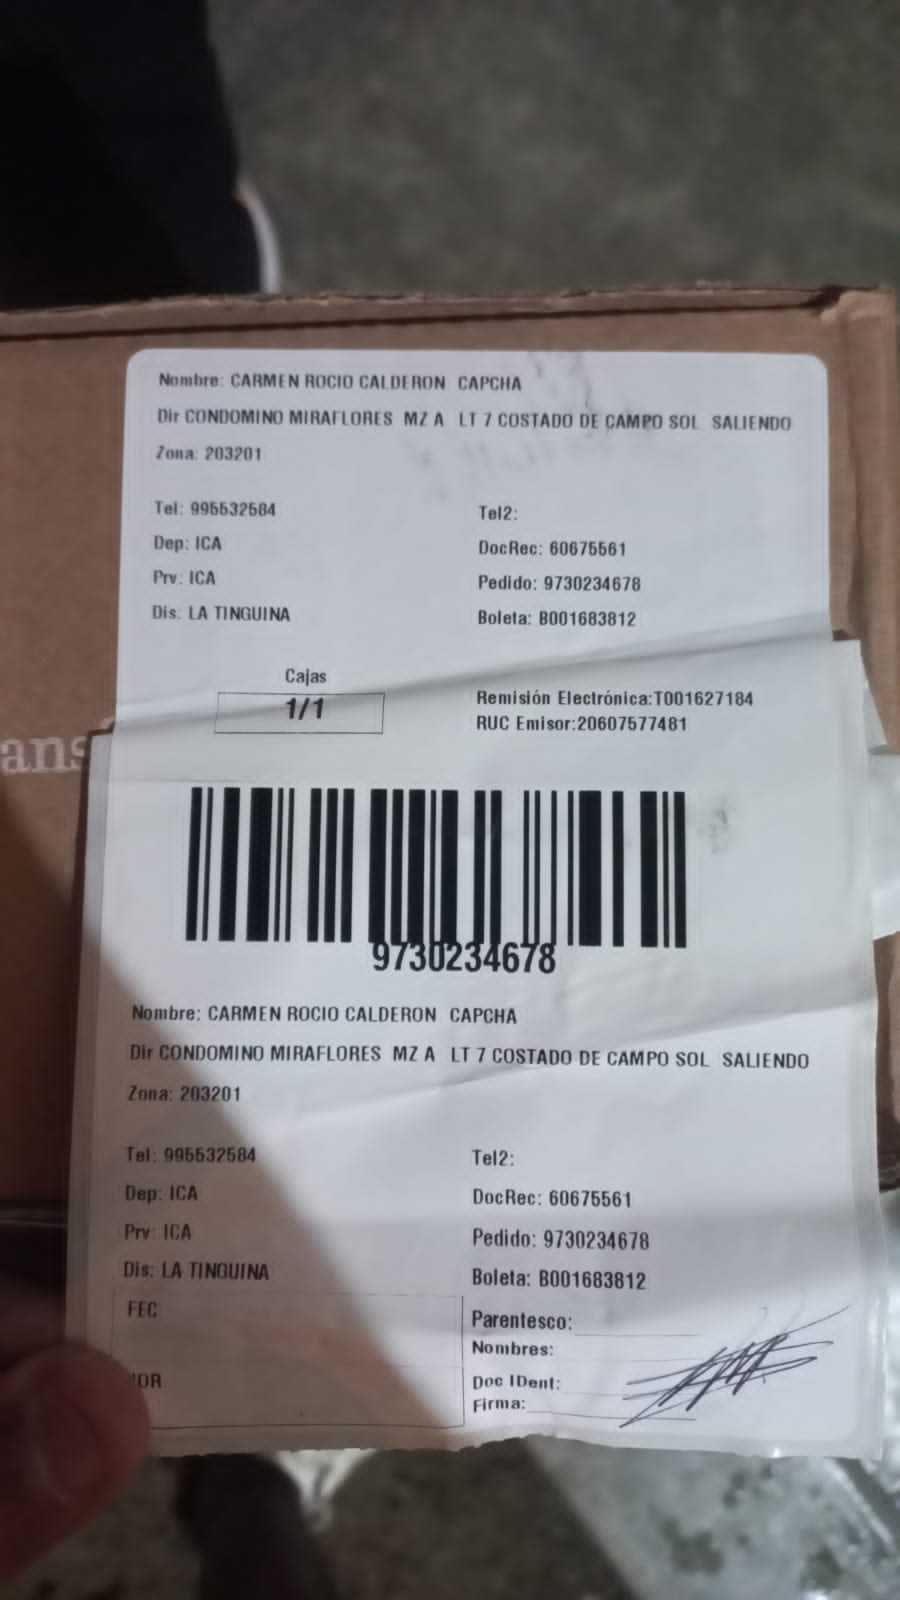 Nombre: CARMEN ROCIO CALDERON CAPCHA
Dir CONDOMINO MIRAFLORES MZ A LT 7 COSTADO DE CAMPO SOL SALIENDO
Zona: 203201
Tel: 995532584
Tel2:
Dep: ICA
DocRec: 60675561
Prv: ICA
Pedido: 9730234678
Dis: LA TINGUINA
Boleta: B001683812
Cajas
1/1
Remisión Electrónica:T001627184
RUC Emisor:20607577481
ans
9730234678
Nombre: CARMEN ROCIO CALDERON CAPCHA
Dir CONDOMINO MIRAFLORES MZ A LT 7 COSTADO DE CAMPO SOL SALIENDO
Zona: 203201
Tel: 995532584
Tel2:
Dep: ICA
DocRec: 60675561
Prv: ICA
Pedido: 9730234678
Dis: LA TINGUINA
Boleta: B001683812
FEC
Parentesco:
Nombres:
Doc IDent:
Firma: